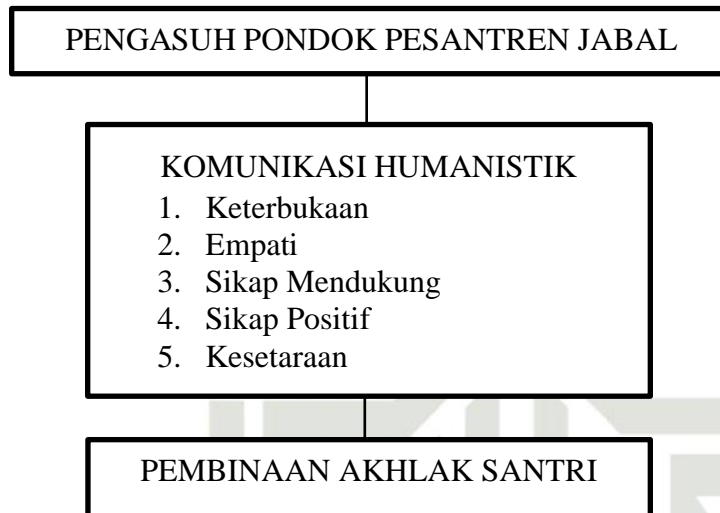 PENGASUH PONDOK PESANTREN JABAL
KOMUNIKASI HUMANISTIK
1. Keterbukaan
2. Empati
3. Sikap Mendukung
4. Sikap Positif
5. Kesetaraan
PEMBINAAN AKHLAK SANTRI